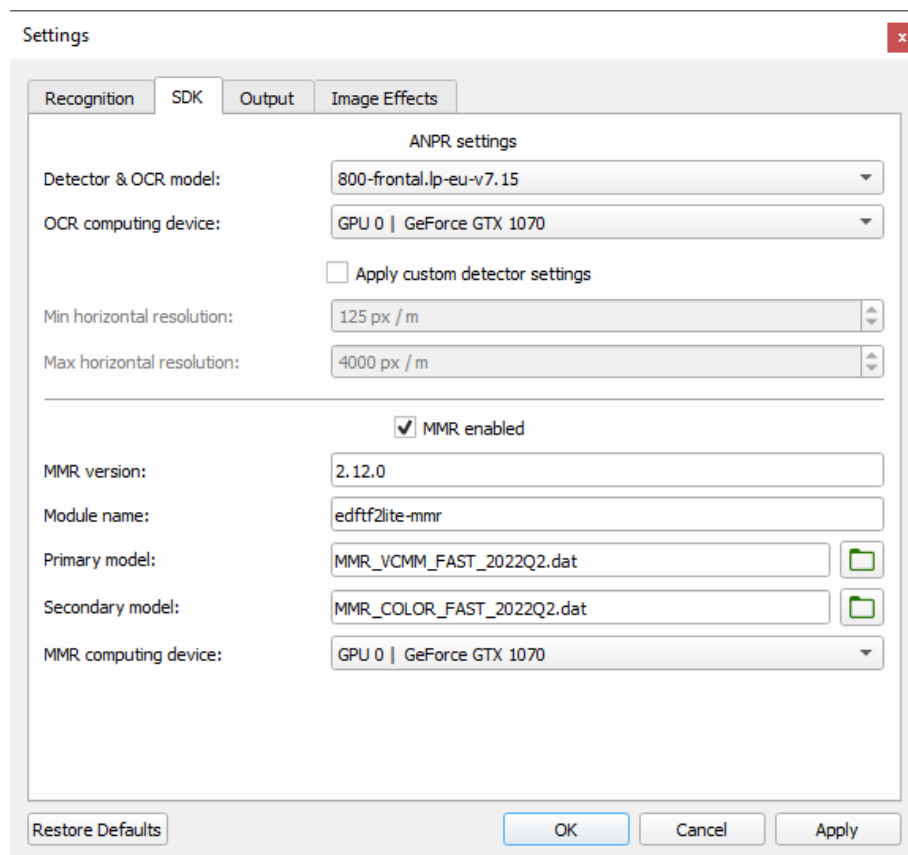 Settings
x
Recognition SDK Output Image Effects
ANPR settings
Detector & OCR model: 800-frontal.lp-eu-v7.15
OCR computing device: GPU 0 | GeForce GTX 1070
Apply custom detector settings
Min horizontal resolution: 125 px / m
Max horizontal resolution: 4000 px / m
MMR enabled
MMR version: 2.12.0
Module name: edftf2lite-mmr
Primary model: MMR_VCMM_FAST_2022Q2.dat
Secondary model: MMR_COLOR_FAST_2022Q2.dat
MMR computing device: GPU 0 | GeForce GTX 1070
Restore Defaults OK Cancel Apply